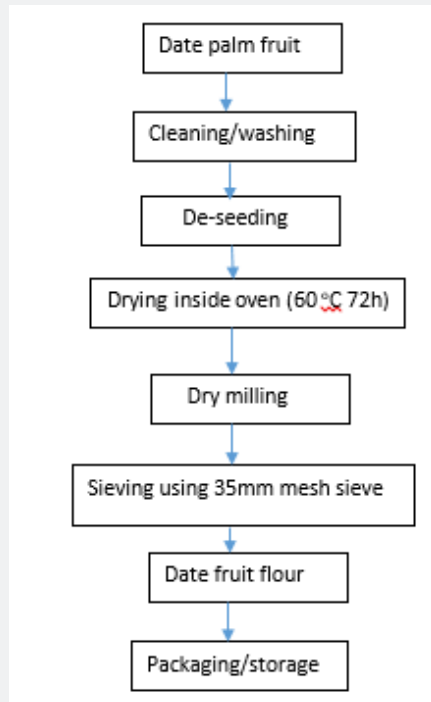 Date palm fruit
Cleaning/washing
De-seeding
Drying inside oven (60 °C 72h)
Dry milling
Sieving using 35mm mesh sieve
Date fruit flour
Packaging/storage